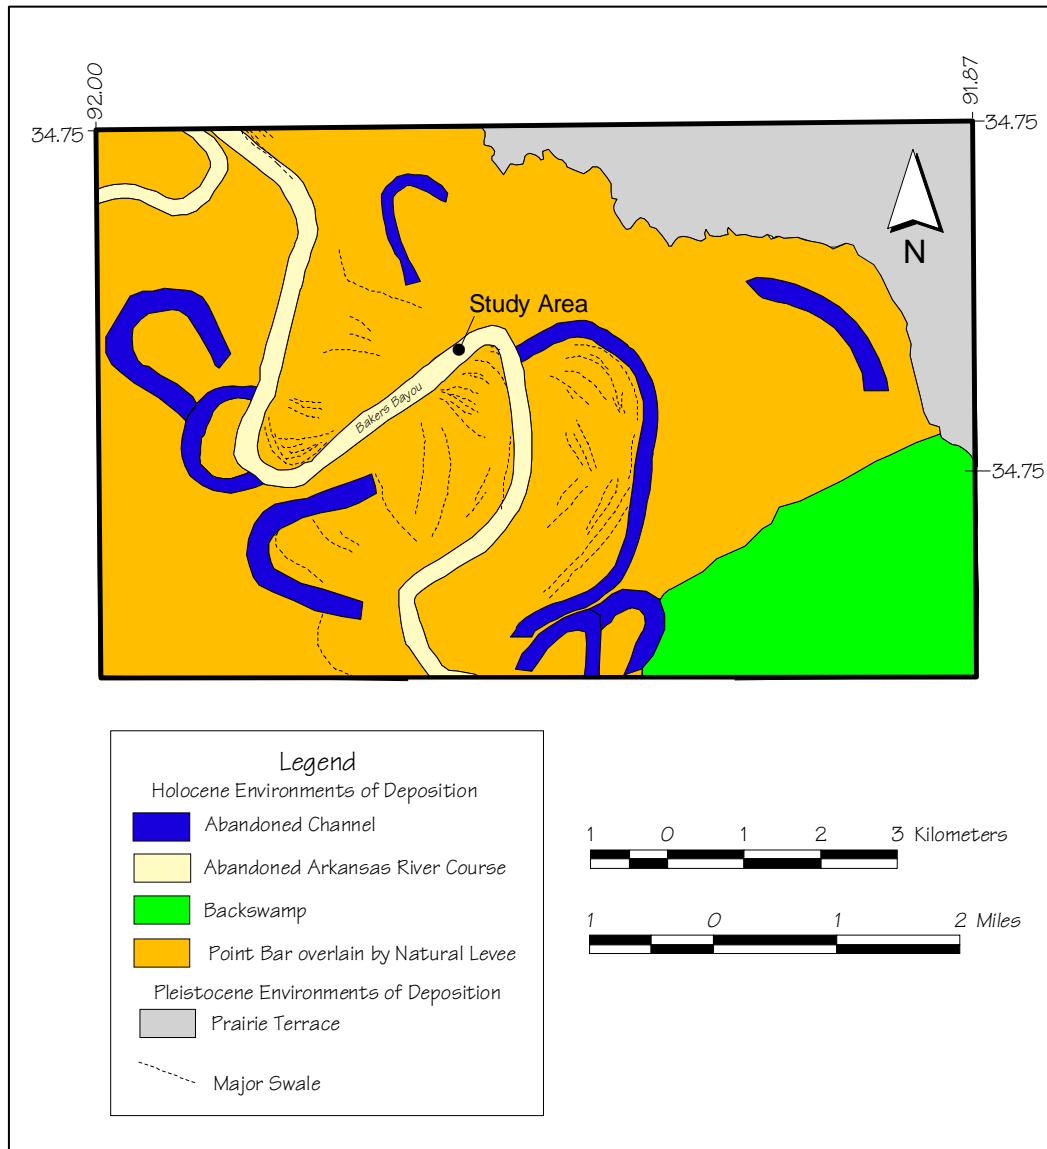 92.00
91.87
34.75
34.75
N
Study Area
Bakers Bayou
34.75
Legend
Holocene Environments of Deposition
Abandoned Channel
Abandoned Arkansas River Course
Backswamp
Point Bar overlain by Natural Levee
Pleistocene Environments of Deposition
Prairie Terrace
Major Swale
1 0 1 2 3 Kilometers
1 0 1 2 Miles